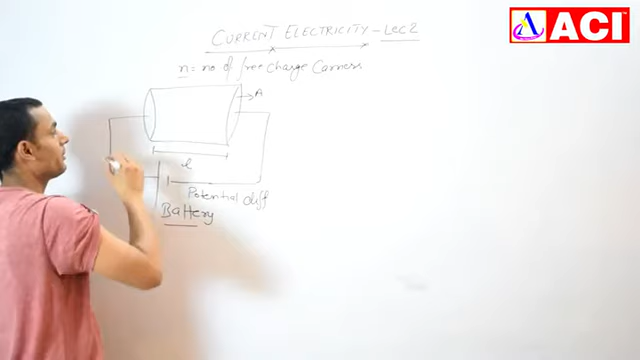 CURRENT ELECTRICITY - Lec 2
ACI
n = no of free charge Carriers
A
l
Potential diff
Battery